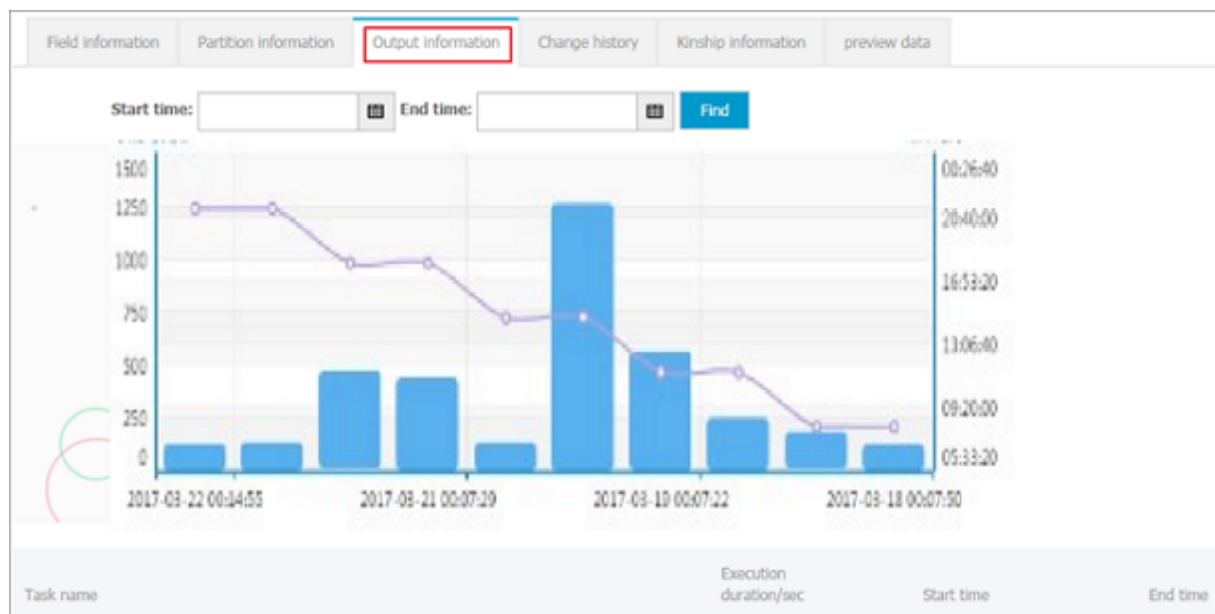 Field information Partition information Output information Change history Kinship information preview data
Start time: End time: Find
1500 00:26:40
1250 20:40:00
1000 16:53:20
750 13:06:40
500 09:20:00
250 05:33:20
0
2017-03-22 00:14:55 2017-03-21 00:07:29 2017-03-19 00:07:22 2017-03-18 00:07:50
Execution
Task name duration/sec Start time End time